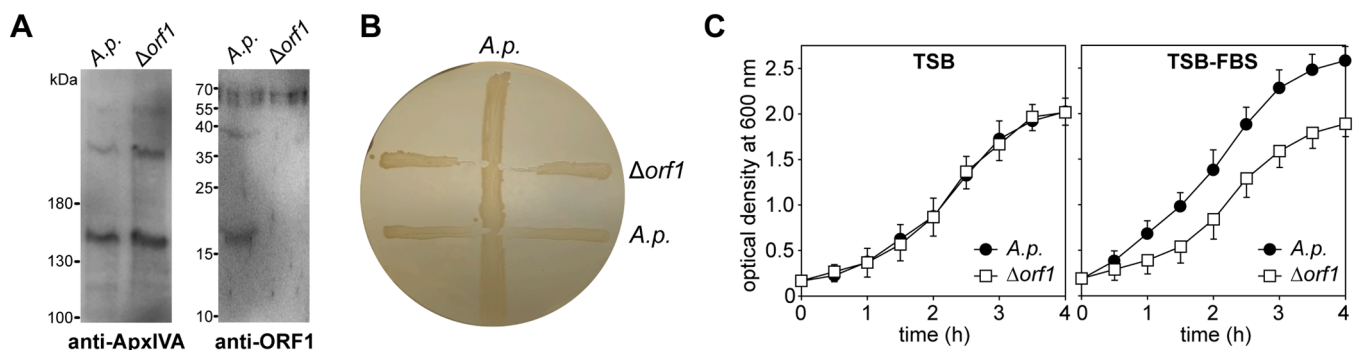 A
A.p.
Δorf1
kDa
180
130
100
anti-ApxIVA
A.p.
Δorf1
70
55
40
35
25
15
10
anti-ORF1
B
A.p.
Δorf1
A.p.
C
optical density at 600 nm
2.5
2.0
1.5
1.0
0.5
0
TSB
A.p.
Δorf1
0 1 2 3 4
time (h)
TSB-FBS
A.p.
Δorf1
0 1 2 3 4
time (h)